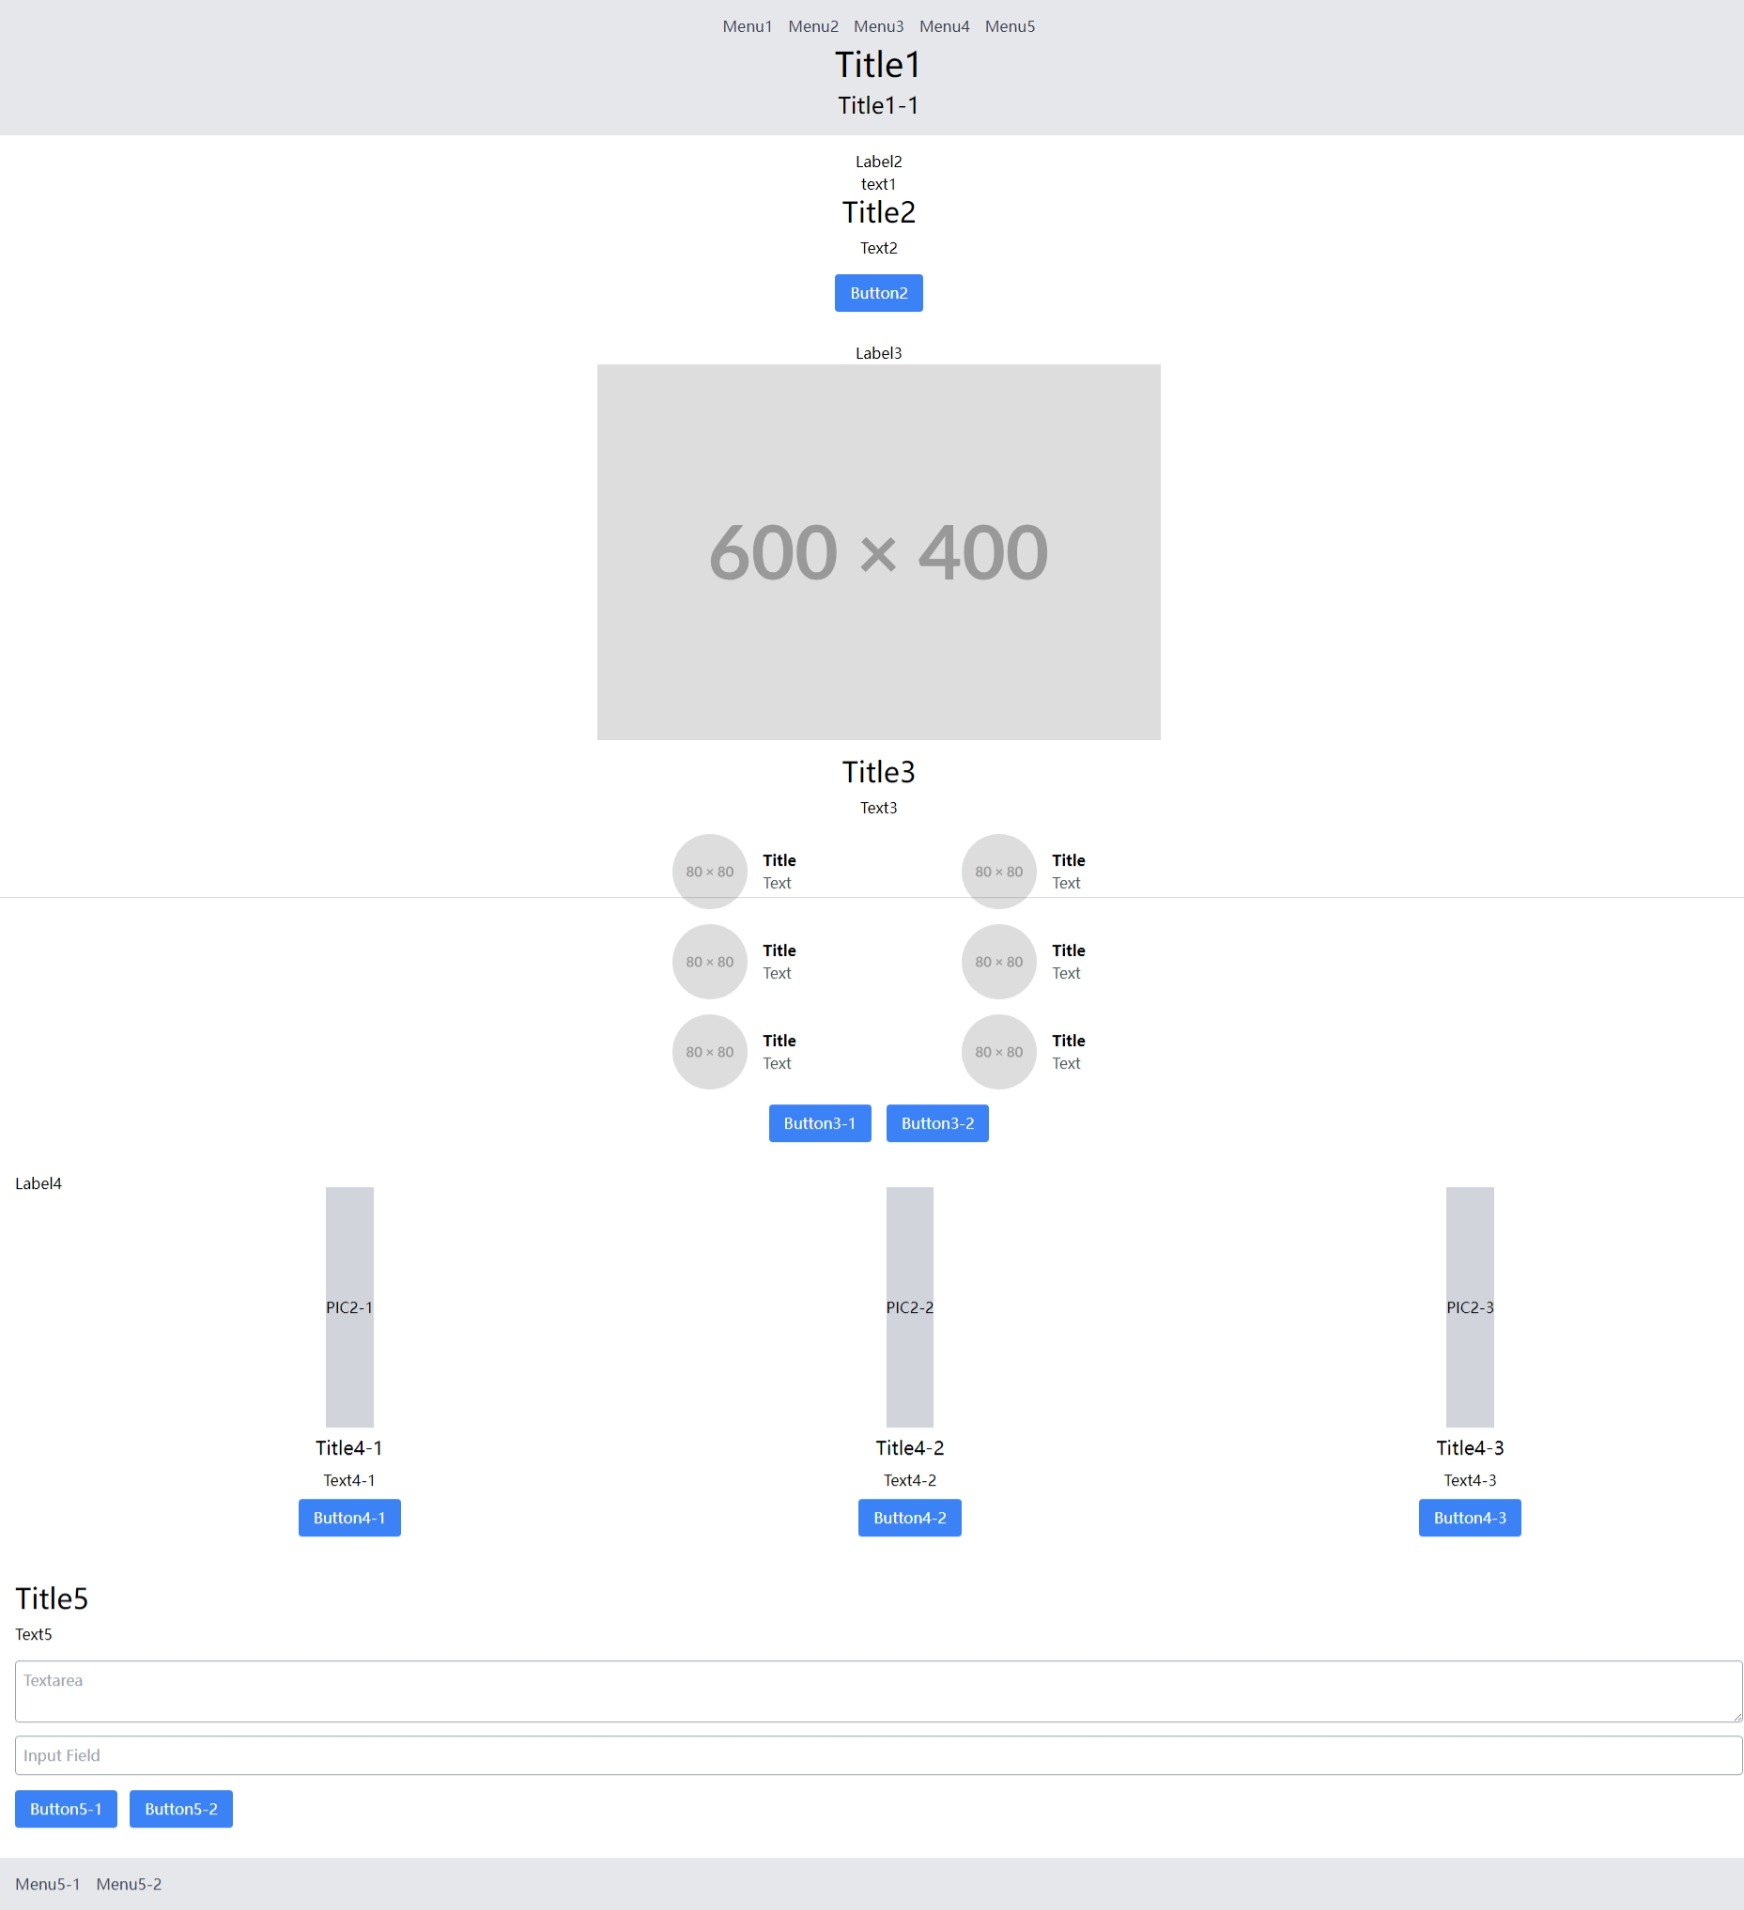 Menu1 Menu2 Menu3 Menu4 Menu5
Title1
Title1-1
Label2
text1
Title2
Text2
Button2
Label3
600 × 400
Title3
Text3
80 × 80 Title Text
80 × 80 Title Text
80 × 80 Title Text
80 × 80 Title Text
80 × 80 Title Text
80 × 80 Title Text
Button3-1 Button3-2
Label4
PIC2-1 PIC2-2 PIC2-3
Title4-1 Title4-2 Title4-3
Text4-1 Text4-2 Text4-3
Button4-1 Button4-2 Button4-3
Title5
Text5
Textarea
Input Field
Button5-1 Button5-2
Menu5-1 Menu5-2